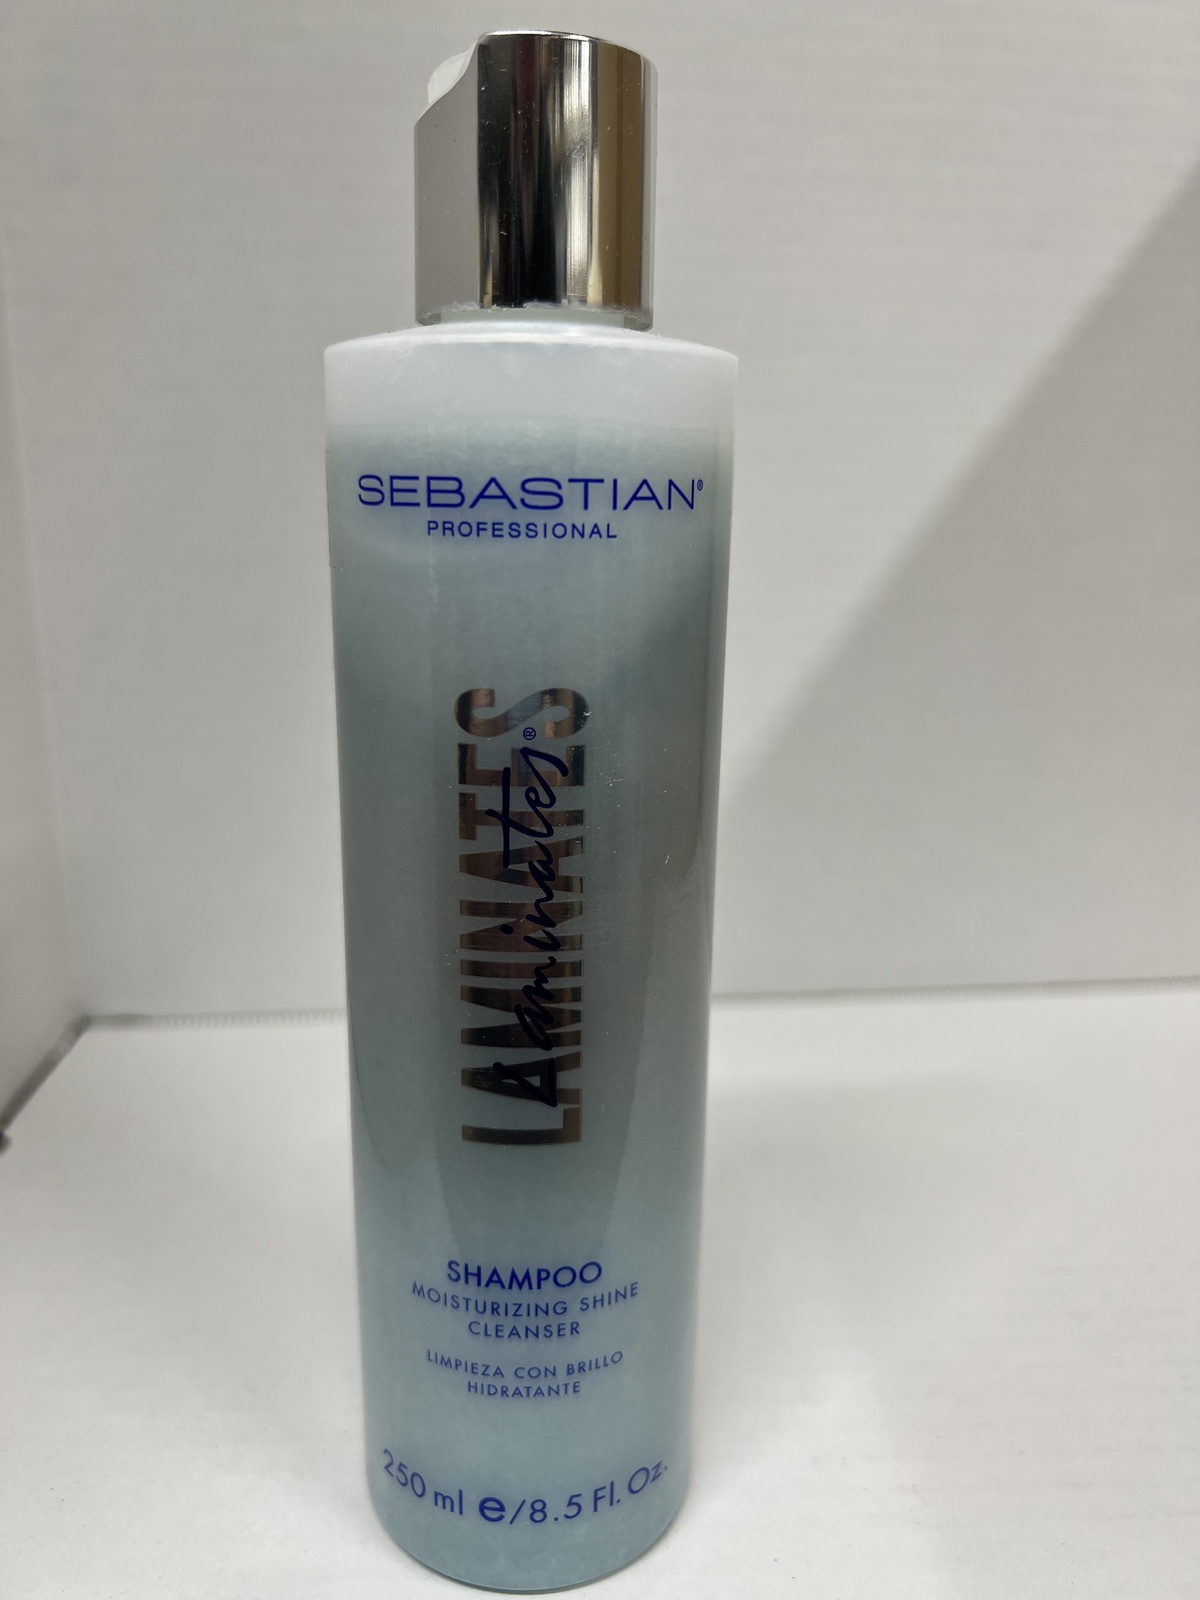 SEBASTIAN®
PROFESSIONAL
LAMINATES
Laminates®
SHAMPOO
MOISTURIZING SHINE
CLEANSER
LIMPIEZA CON BRILLO
HIDRATANTE
250 ml e/8.5 Fl. Oz.